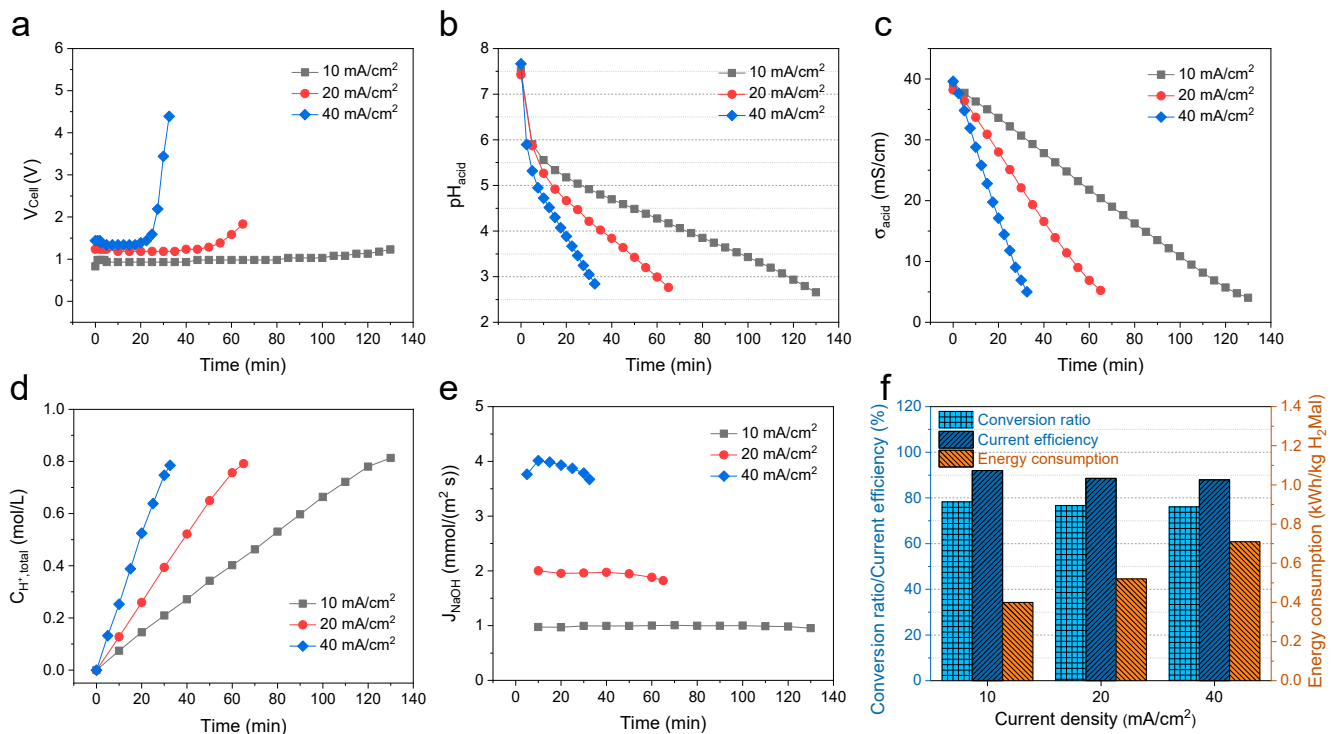 a
V_Cell (V)
6
5
4
3
2
1
0
10 mA/cm²
20 mA/cm²
40 mA/cm²
0 20 40 60 80 100 120 140
Time (min)
b
pH_acid
8
7
6
5
4
3
2
10 mA/cm²
20 mA/cm²
40 mA/cm²
0 20 40 60 80 100 120 140
Time (min)
c
σ_acid (mS/cm)
40
30
20
10
0
10 mA/cm²
20 mA/cm²
40 mA/cm²
0 20 40 60 80 100 120 140
Time (min)
d
C_H⁺,total (mol/L)
1.0
0.8
0.6
0.4
0.2
0.0
10 mA/cm²
20 mA/cm²
40 mA/cm²
0 20 40 60 80 100 120 140
Time (min)
e
J_NaOH (mmol/(m² s))
5
4
3
2
1
0
10 mA/cm²
20 mA/cm²
40 mA/cm²
0 20 40 60 80 100 120 140
Time (min)
f
Conversion ratio/Current efficiency (%)
120
100
80
60
40
20
0
Conversion ratio
Current efficiency
Energy consumption
1.4
1.2
1.0
0.8
0.6
0.4
0.2
0.0
Energy consumption (kWh/kg H₂Mal)
10 20 40
Current density (mA/cm²)